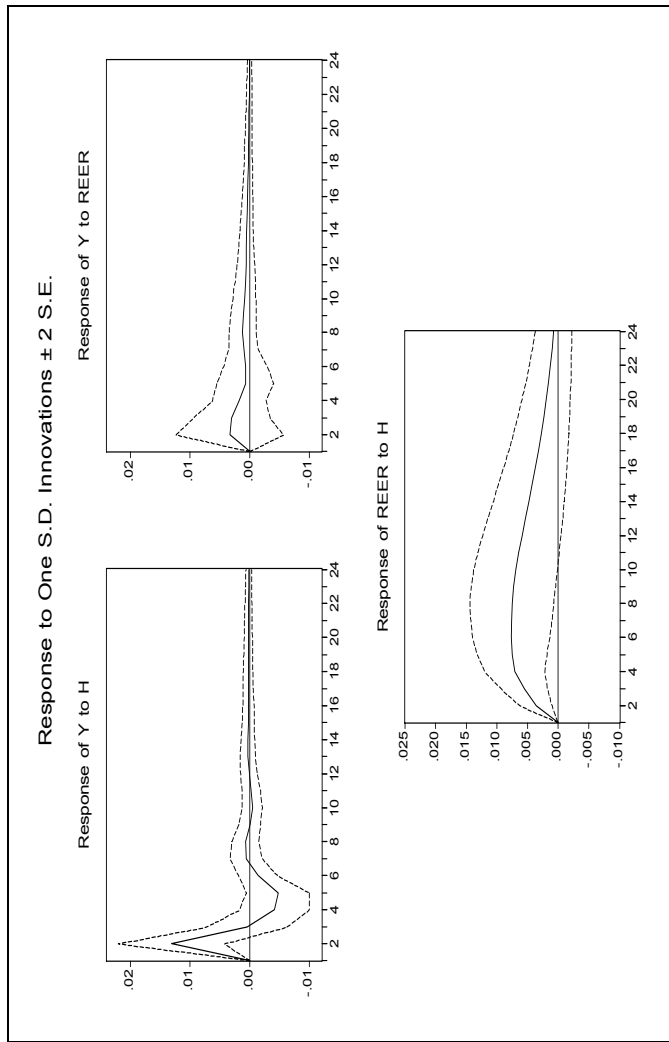 Response to One S.D. Innovations ± 2 S.E.
Response of Y to H
.02
.01
.00
-.01
2 4 6 8 10 12 14 16 18 20 22 24
Response of Y to REER
.02
.01
.00
-.01
2 4 6 8 10 12 14 16 18 20 22 24
Response of REER to H
.025
.020
.015
.010
.005
.000
-.005
-.010
2 4 6 8 10 12 14 16 18 20 22 24